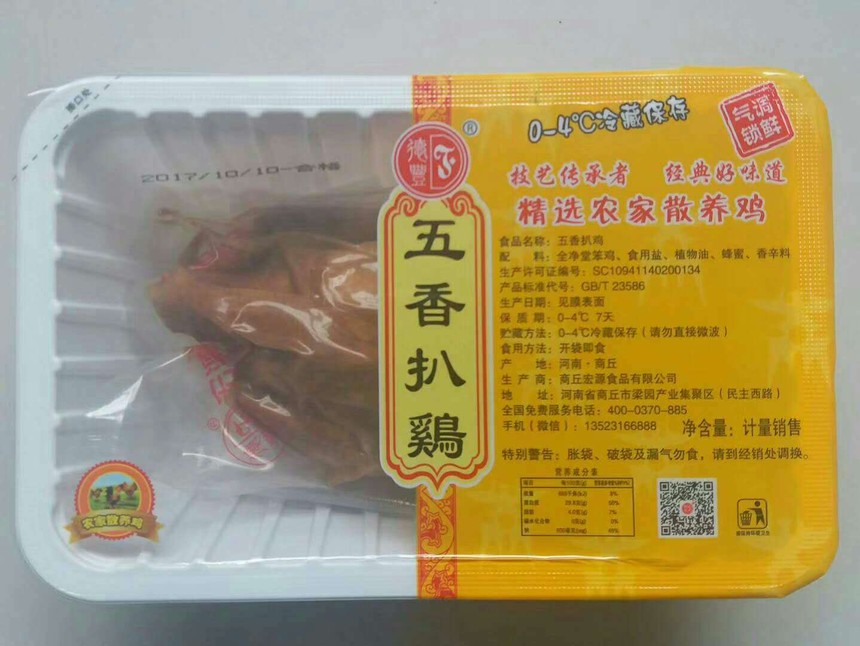 撕口处
2017/10/10 合格
德豐
®
五香扒鷄
农家散养鸡
0-4℃冷藏保存
气调
锁鲜
技艺传承者 经典好味道
精选农家散养鸡
食品名称：五香扒鸡
配 料：全净堂笨鸡、食用盐、植物油、蜂蜜、香辛料
生产许可证编号：SC10941140200134
产品标准代号：GB/T 23586
生产日期：见膜表面
保 质 期：0-4℃ 7天
贮藏方法：0-4℃冷藏保存（请勿直接微波）
食用方法：开袋即食
产 地：河南·商丘
生 产 商：商丘宏源食品有限公司
地 址：河南省商丘市梁园产业集聚区（民主西路）
全国免费服务电话：400-0370-885
手机（微信）：13523166888
净含量：计量销售
特别警告：胀袋、破袋及漏气勿食，请到经销处调换。
营养成分表